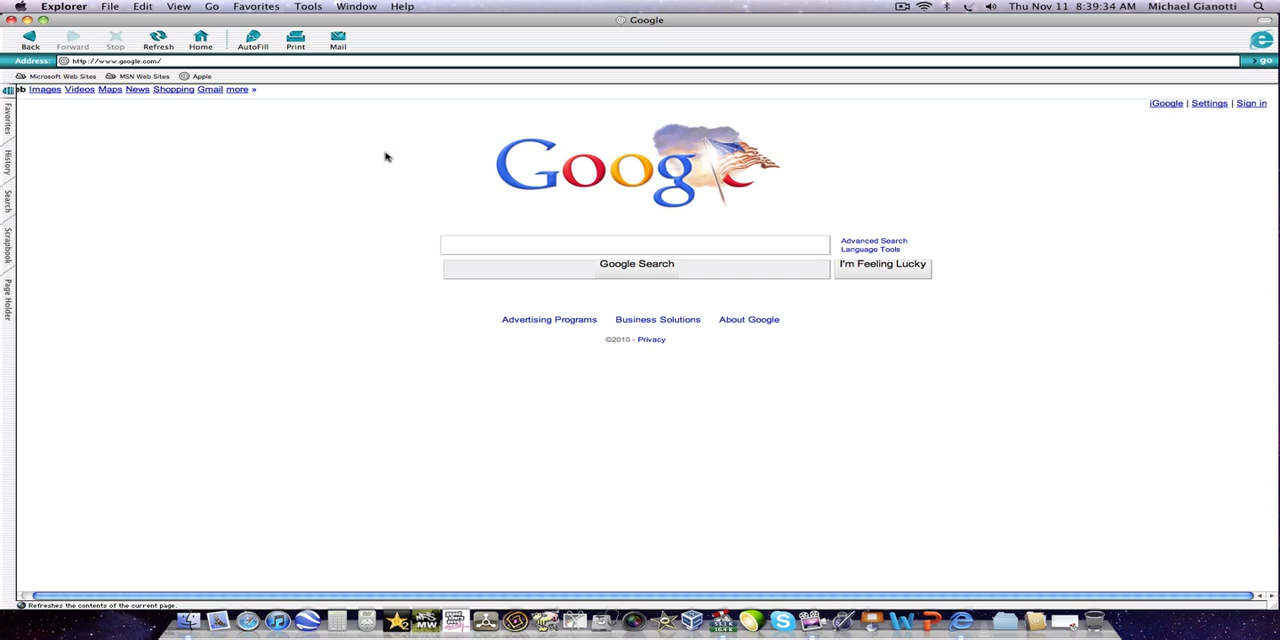 Explorer File Edit View Go Favorites Tools Window Help Thu Nov 11 8:39:34 AM Michael Gianotti
Google
Back Forward Stop Refresh Home AutoFill Print Mail
Address: http://www.google.com/ go
Microsoft Web Sites MSN Web Sites Apple
Images Videos Maps News Shopping Gmail more »
iGoogle | Settings | Sign in
Favorites
History
Search
Scrapbook
Page Holder
Google
Advanced Search
Language Tools
Google Search I'm Feeling Lucky
Advertising Programs Business Solutions About Google
©2010 - Privacy
Refreshes the contents of the current page.